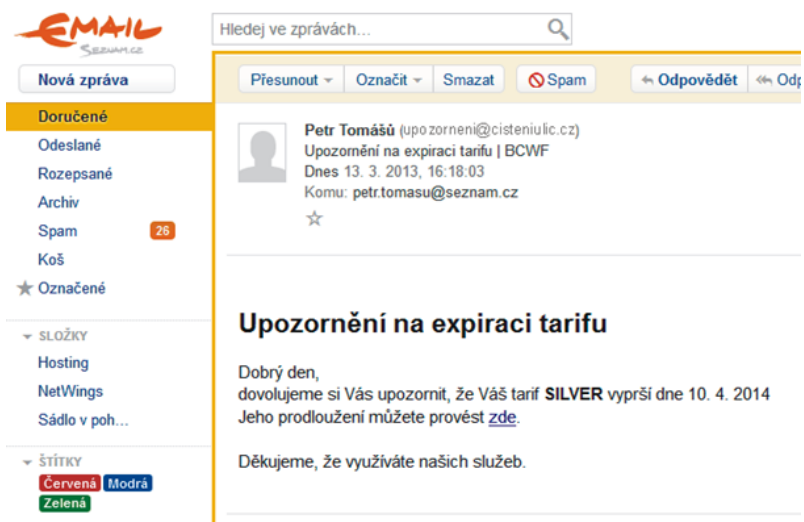 EMAIL
SEZNAM.CZ
Hledej ve zprávách...
Nová zpráva
Přesunout Označit Smazat Spam Odpovědět Odp
Doručené
Odeslané
Rozepsané
Archiv
Spam 26
Koš
Označené
SLOŽKY
Hosting
NetWings
Sádlo v poh...
ŠTÍTKY
Červená Modrá
Zelená
Petr Tomášů (upozorneni@cisteniulic.cz)
Upozornění na expiraci tarifu | BCWF
Dnes 13. 3. 2013, 16:18:03
Komu: petr.tomasu@seznam.cz
Upozornění na expiraci tarifu
Dobrý den,
dovolujeme si Vás upozornit, že Váš tarif SILVER vyprší dne 10. 4. 2014
Jeho prodloužení můžete provést zde.
Děkujeme, že využíváte našich služeb.